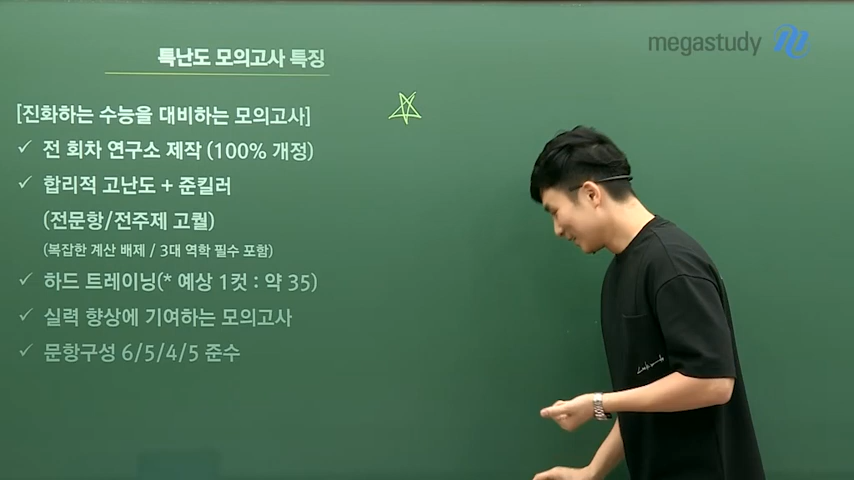 megastudy
특난도 모의고사 특징
[진화하는 수능을 대비하는 모의고사]
✓ 전 회차 연구소 제작 (100% 개정)
✓ 합리적 고난도 + 준킬러
(전문항/전주제 고퀄)
(복잡한 계산 배제 / 3대 역학 필수 포함)
✓ 하드 트레이닝(* 예상 1컷 : 약 35)
✓ 실력 향상에 기여하는 모의고사
✓ 문항구성 6/5/4/5 준수